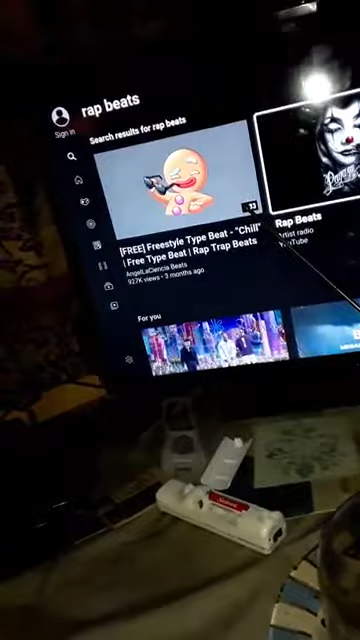 rap beats
Sign in
Search results for rap beats
[FREE] Freestyle Type Beat - "Chill"
| Free Type Beat | Rap Trap Beats
AngelLaCiencia Beats
927K views • 3 months ago
Rap Beats
Artist radio
YouTube
For you